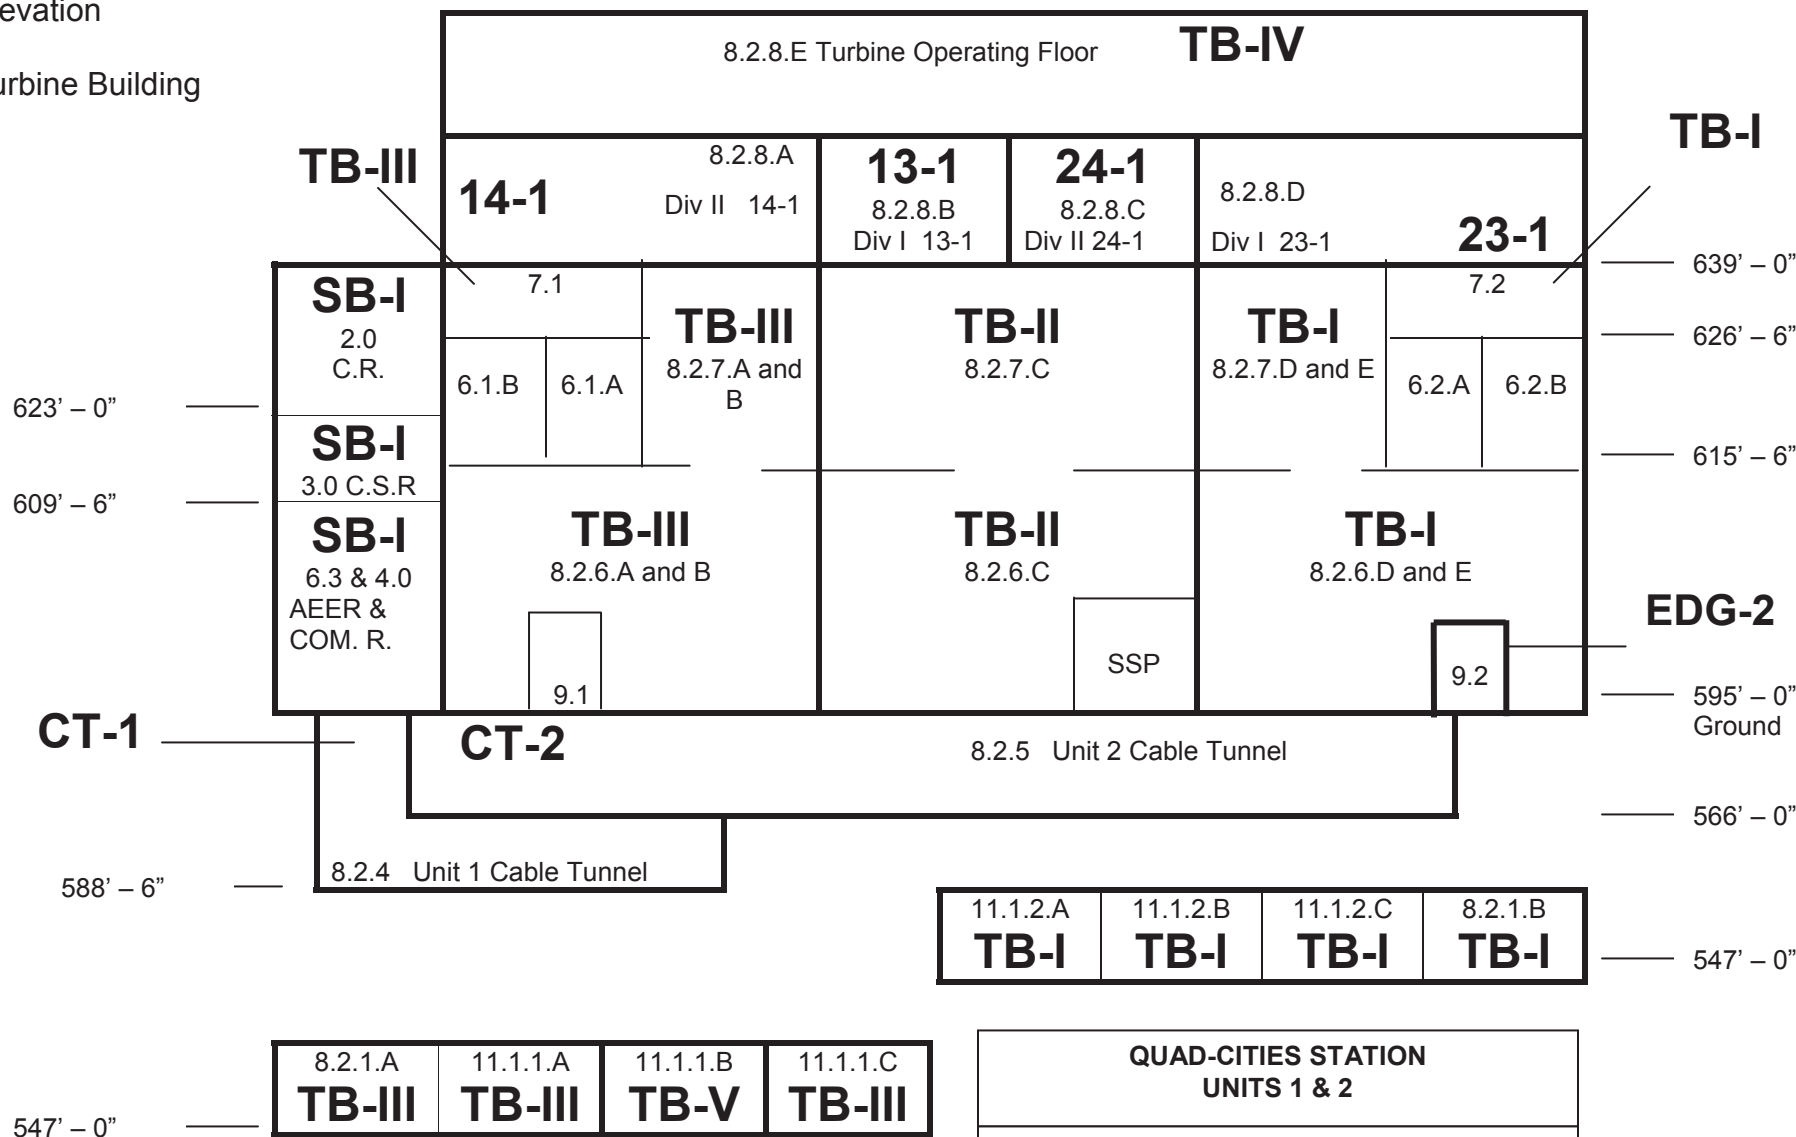 evation
urbine Building
8.2.8.E Turbine Operating Floor TB-IV
TB-I
TB-III
14-1
8.2.8.A
Div II 14-1
13-1
8.2.8.B
Div I 13-1
24-1
8.2.8.C
Div II 24-1
8.2.8.D
Div I 23-1
23-1
639’ – 0”
626’ – 6”
615’ – 6”
595’ – 0”
Ground
566’ – 0”
547’ – 0”
SB-I
2.0
C.R.
623’ – 0”
SB-I
3.0 C.S.R
609’ – 6”
SB-I
6.3 & 4.0
AEER &
COM. R.
7.1
6.1.B
6.1.A
TB-III
8.2.7.A and
B
TB-II
8.2.7.C
TB-I
8.2.7.D and E
7.2
6.2.A
6.2.B
TB-III
8.2.6.A and B
9.1
TB-II
8.2.6.C
SSP
TB-I
8.2.6.D and E
9.2
EDG-2
CT-1
CT-2
8.2.5 Unit 2 Cable Tunnel
8.2.4 Unit 1 Cable Tunnel
588’ – 6”
11.1.2.A
TB-I
11.1.2.B
TB-I
11.1.2.C
TB-I
8.2.1.B
TB-I
8.2.1.A
TB-III
11.1.1.A
TB-III
11.1.1.B
TB-V
11.1.1.C
TB-III
547’ – 0”
QUAD-CITIES STATION
UNITS 1 & 2